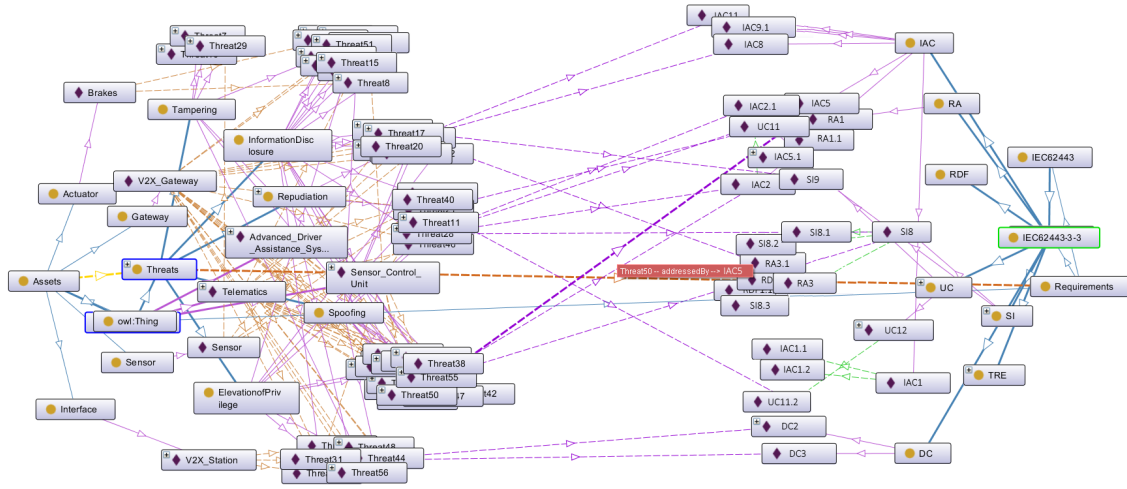 IAC11
IAC9.1
IAC8
IAC
Threat7
Threat29
Threat51
Threat15
Threat8
Brakes
Tampering
IAC2.1
IAC5
RA
UC11
RA1
RA1.1
Threat17
Threat20
InformationDisc
losure
IAC5.1
IEC62443
RDF
V2X_Gateway
IAC2
SI9
Actuator
Repudiation
Threat40
Threat11
Threat28
Gateway
Advanced_Driver
_Assistance_Sys...
SI8.1
SI8
SI8.2
IEC62443-3-3
Assets
Threats
Sensor_Control_
Unit
Threat50 -- addressedBy --> IAC5
RA3.1
RA3
SI8.3
UC
Requirements
Telematics
owl:Thing
Spoofing
SI
UC12
Sensor
Sensor
Threat38
Threat55
Threat50
IAC1.1
IAC1.2
IAC1
TRE
ElevationofPriv
ilege
UC11.2
Interface
DC2
DC3
DC
V2X_Station
Threat48
Threat31
Threat44
Threat56